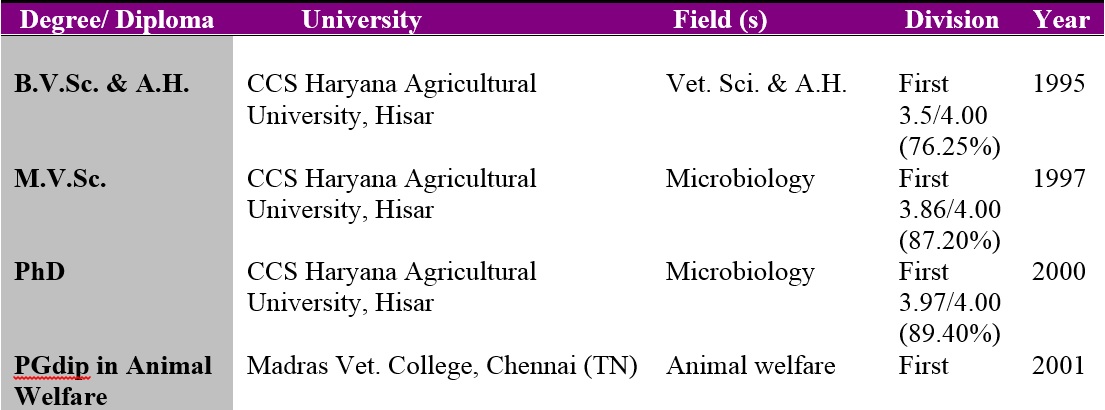 Degree/ Diploma University Field (s) Division Year
B.V.Sc. & A.H. CCS Haryana Agricultural Vet. Sci. & A.H. First 1995
University, Hisar 3.5/4.00
(76.25%)
M.V.Sc. CCS Haryana Agricultural Microbiology First 1997
University, Hisar 3.86/4.00
(87.20%)
PhD CCS Haryana Agricultural Microbiology First 2000
University, Hisar 3.97/4.00
(89.40%)
PGdip in Animal Madras Vet. College, Chennai (TN) Animal welfare First 2001
Welfare